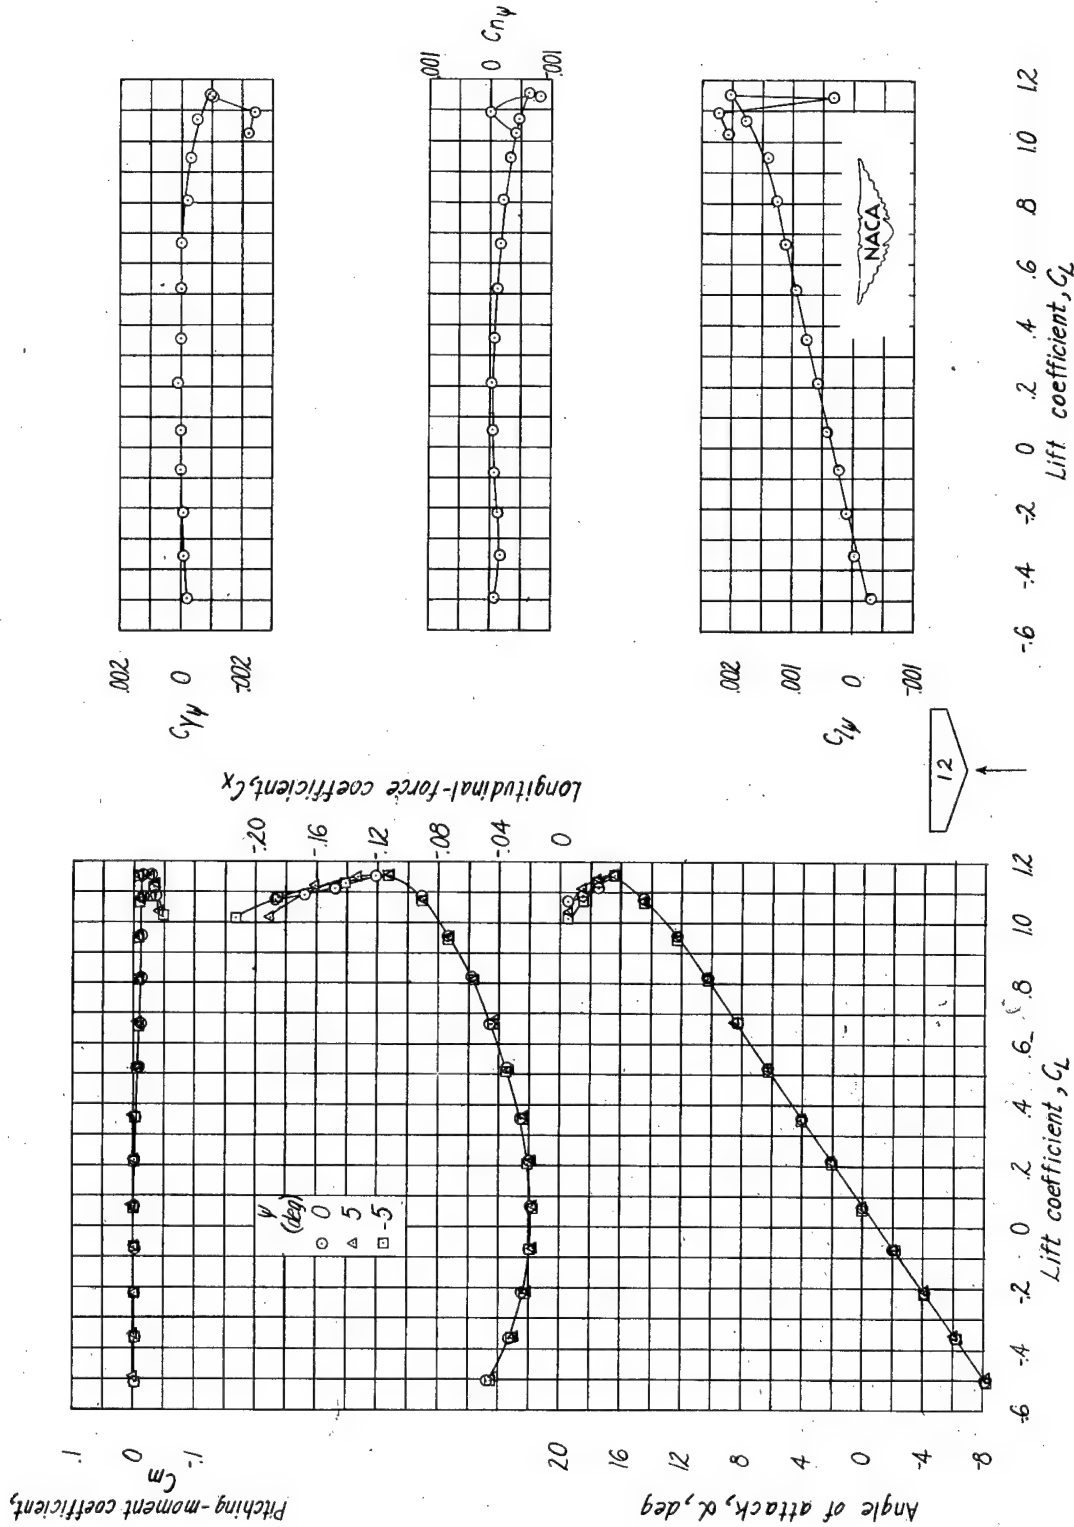 .002
0
-.002
CYψ
.001
0
-.001
Cnψ
.002
.001
0
-.001
Clψ
NACA
-.6 -.4 -.2 0 .2 .4 .6 .8 1.0 1.2
Lift coefficient, CL
12
Longitudinal-force coefficient, CX
-.20
-.16
-.12
-.08
-.04
0
ψ
(deg)
0
5
-5
.1
0
-.1
Cm
Pitching-moment coefficient,
20
16
12
8
4
0
-4
-8
Angle of attack, α, deg
-.6 -.4 -.2 0 .2 .4 .6 .8 1.0 1.2
Lift coefficient, CL